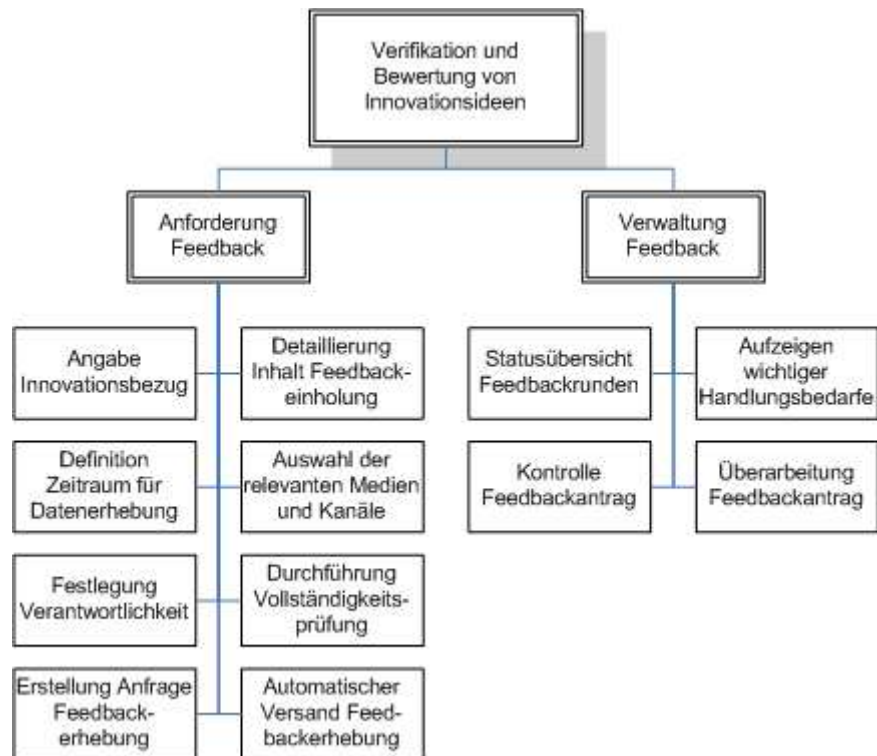 Verifikation und
Bewertung von
Innovationsideen
Anforderung
Feedback
Verwaltung
Feedback
Angabe
Innovationsbezug
Detaillierung
Inhalt Feedback-
einholung
Statusübersicht
Feedbackrunden
Aufzeigen
wichtiger
Handlungsbedarfe
Definition
Zeitraum für
Datenerhebung
Auswahl der
relevanten Medien
und Kanäle
Kontrolle
Feedbackantrag
Überarbeitung
Feedbackantrag
Festlegung
Verantwortlichkeit
Durchführung
Vollständigkeits-
prüfung
Erstellung Anfrage
Feedback-
erhebung
Automatischer
Versand Feed-
backerhebung